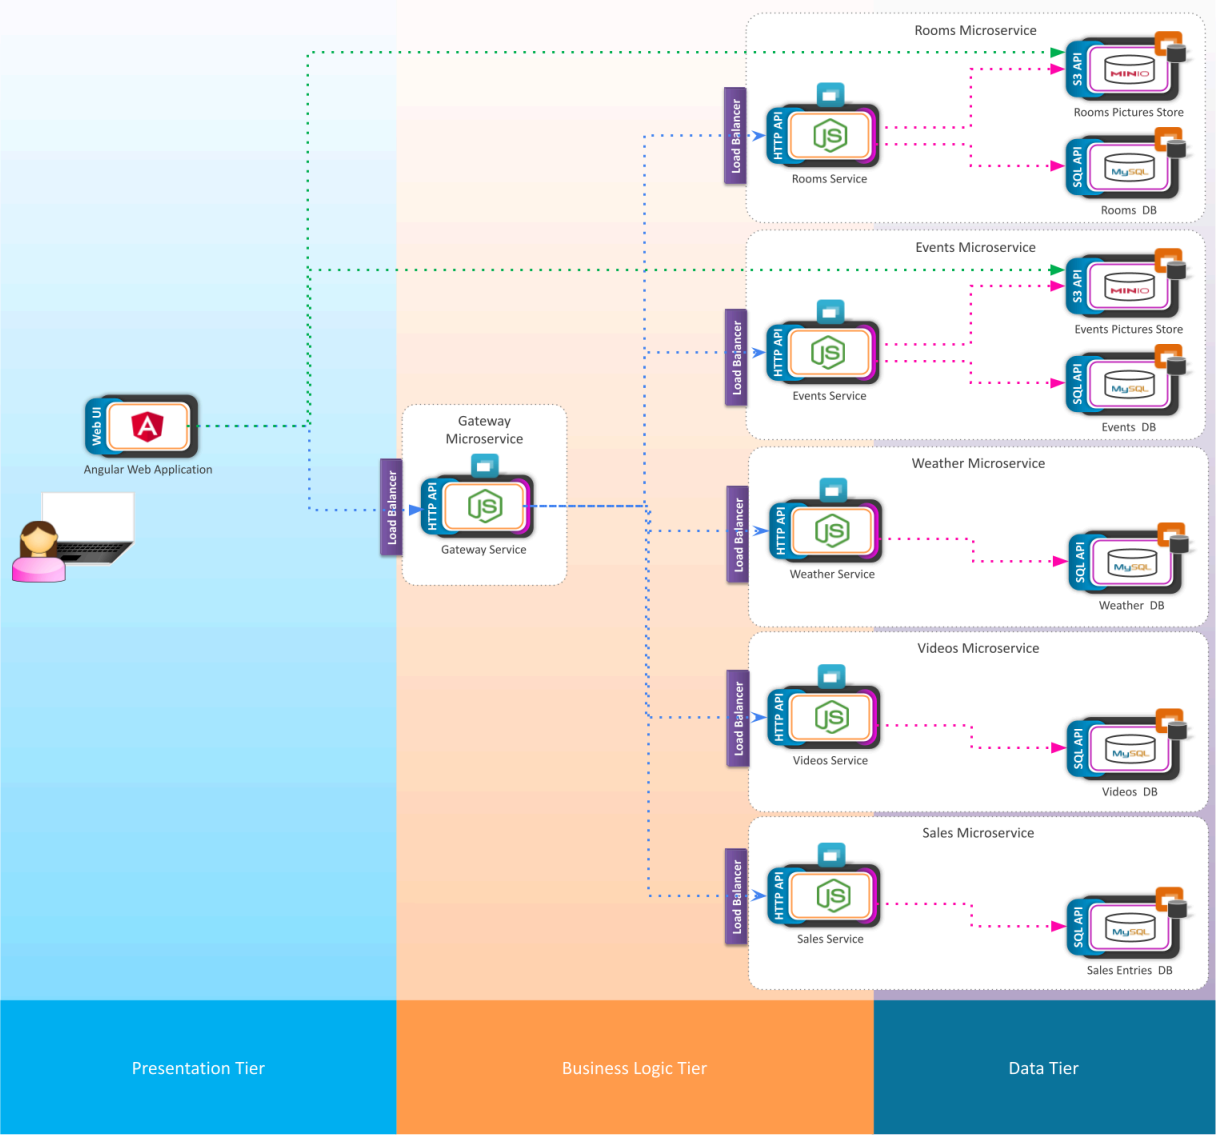 Rooms Microservice
S3 API
MINIO
Rooms Pictures Store
Load Balancer
HTTP API
JS
Rooms Service
SQL API
MySQL
Rooms DB
Events Microservice
S3 API
MINIO
Events Pictures Store
Load Balancer
HTTP API
JS
Events Service
SQL API
MySQL
Events DB
Web UI
A
Angular Web Application
Gateway
Microservice
Load Balancer
HTTP API
JS
Gateway Service
Weather Microservice
Load Balancer
HTTP API
JS
Weather Service
SQL API
MySQL
Weather DB
Videos Microservice
Load Balancer
HTTP API
JS
Videos Service
SQL API
MySQL
Videos DB
Sales Microservice
Load Balancer
HTTP API
JS
Sales Service
SQL API
MySQL
Sales Entries DB
Presentation Tier
Business Logic Tier
Data Tier